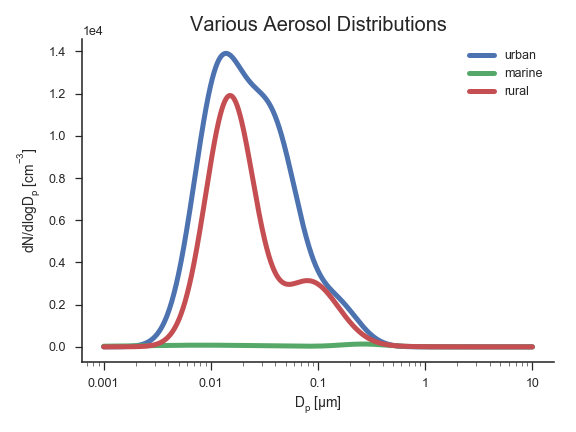 Various Aerosol Distributions
1e4
urban
marine
rural
1.4
1.2
1.0
0.8
0.6
0.4
0.2
0.0
dN/dlogDₚ [cm⁻³]
0.001 0.01 0.1 1 10
Dₚ [µm]